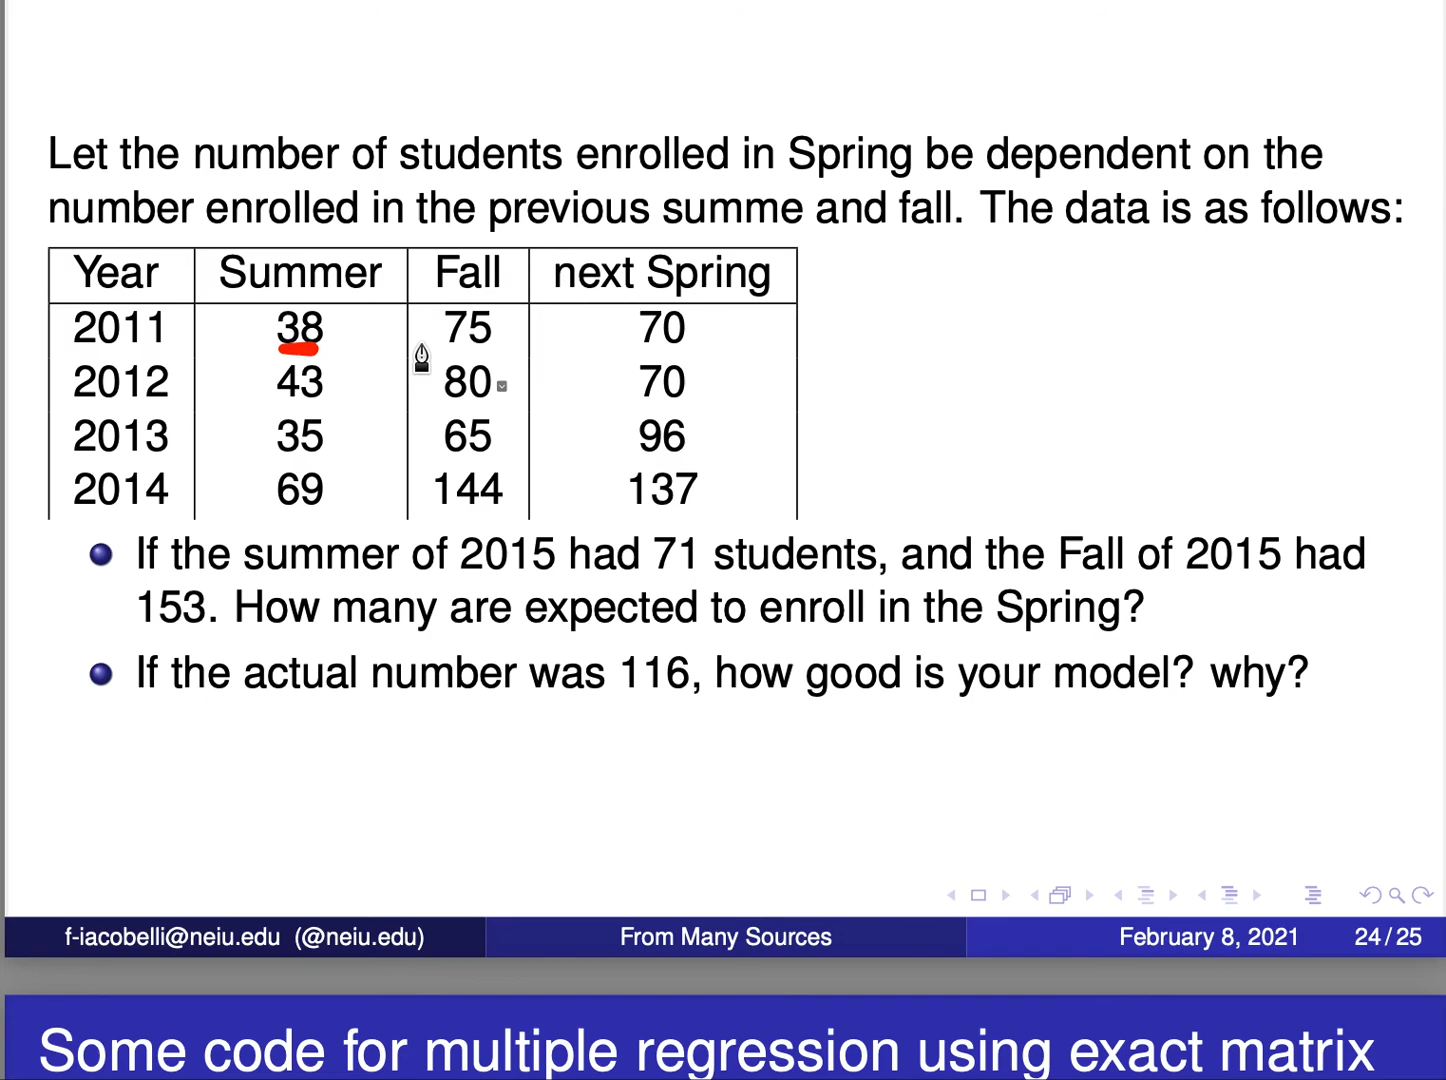 Let the number of students enrolled in Spring be dependent on the
number enrolled in the previous summe and fall. The data is as follows:
Year Summer Fall next Spring
2011 38 75 70
2012 43 80 70
2013 35 65 96
2014 69 144 137
If the summer of 2015 had 71 students, and the Fall of 2015 had
153. How many are expected to enroll in the Spring?
If the actual number was 116, how good is your model? why?
f-iacobelli@neiu.edu (@neiu.edu) From Many Sources February 8, 2021 24/25
Some code for multiple regression using exact matrix